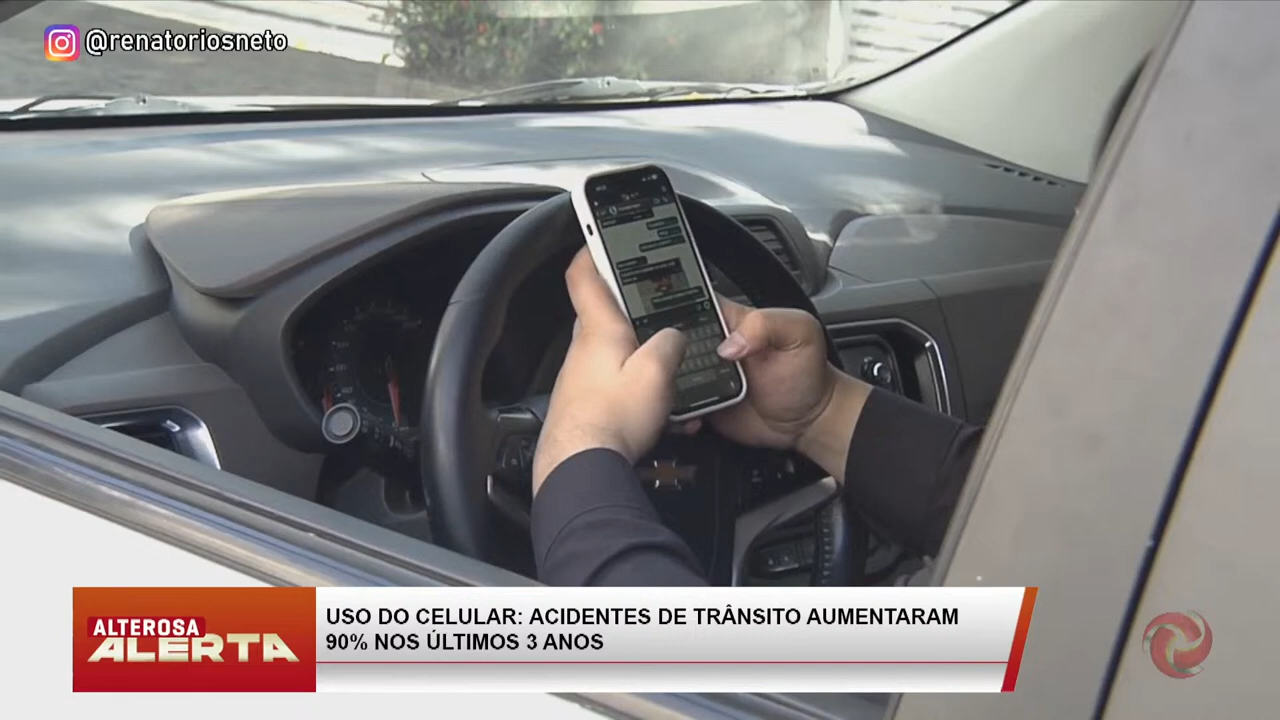 @renatoriosneto
USO DO CELULAR: ACIDENTES DE TRÂNSITO AUMENTARAM
90% NOS ÚLTIMOS 3 ANOS
ALTEROSA
ALERTA